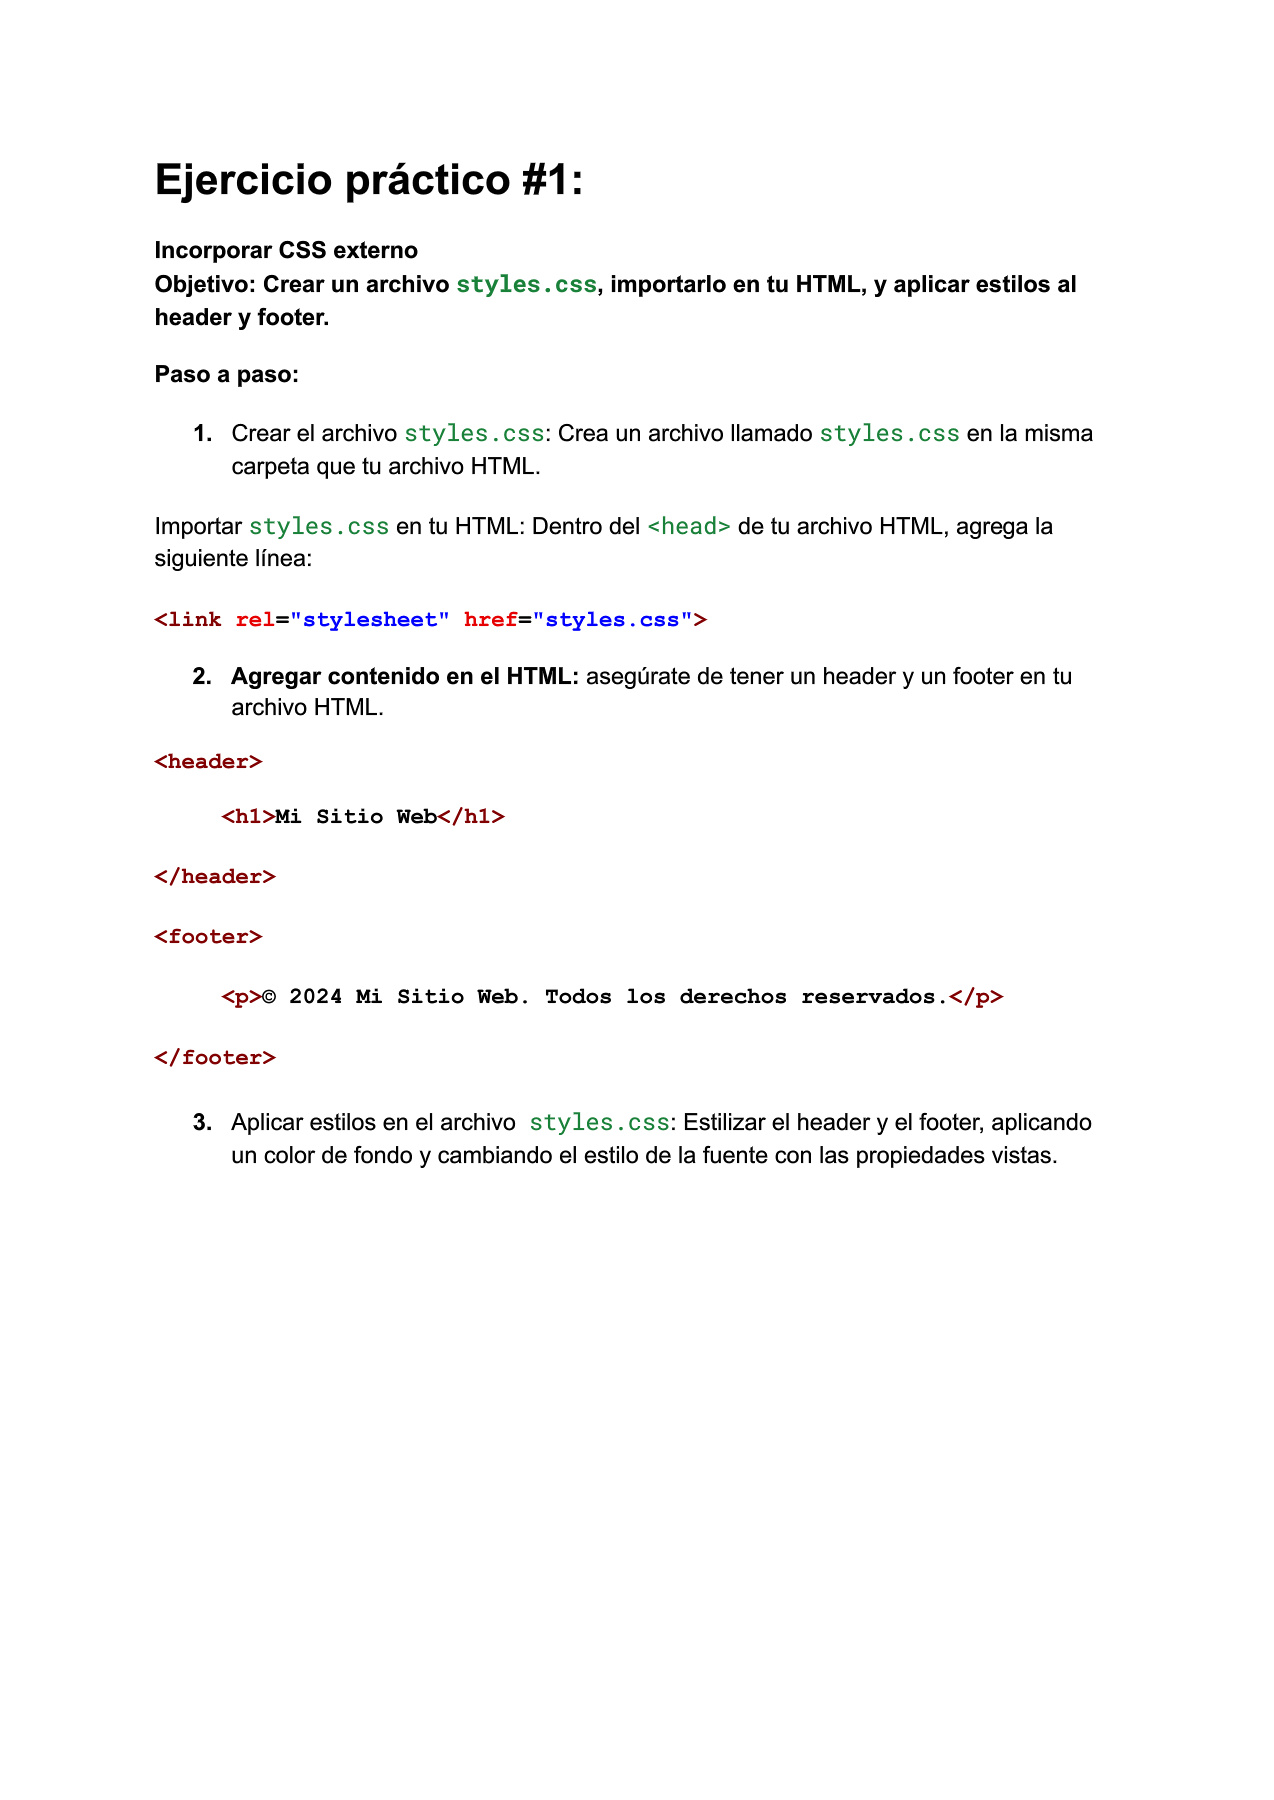 Ejercicio práctico #1:
Incorporar CSS externo
Objetivo: Crear un archivo styles.css, importarlo en tu HTML, y aplicar estilos al
header y footer.
Paso a paso:
1. Crear el archivo styles.css: Crea un archivo llamado styles.css en la misma
carpeta que tu archivo HTML.
Importar styles.css en tu HTML: Dentro del <head> de tu archivo HTML, agrega la
siguiente línea:
<link rel="stylesheet" href="styles.css">
2. Agregar contenido en el HTML: asegúrate de tener un header y un footer en tu
archivo HTML.
<header>
<h1>Mi Sitio Web</h1>
</header>
<footer>
<p>© 2024 Mi Sitio Web. Todos los derechos reservados.</p>
</footer>
3. Aplicar estilos en el archivo styles.css: Estilizar el header y el footer, aplicando
un color de fondo y cambiando el estilo de la fuente con las propiedades vistas.